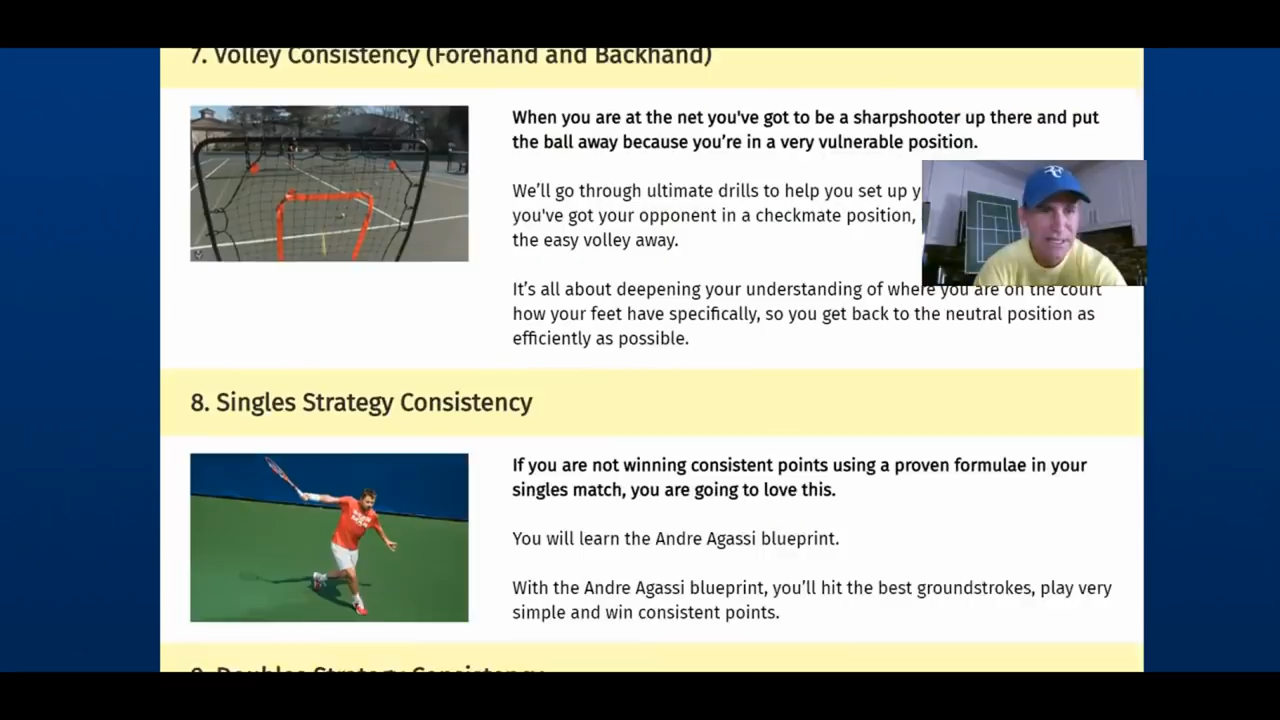 7. Volley Consistency (Forehand and Backhand)
When you are at the net you've got to be a sharpshooter up there and put
the ball away because you’re in a very vulnerable position.
We’ll go through ultimate drills to help you set up
you've got your opponent in a checkmate position,
the easy volley away.
It’s all about deepening your understanding of where you are on the court
how your feet have specifically, so you get back to the neutral position as
efficiently as possible.
8. Singles Strategy Consistency
If you are not winning consistent points using a proven formulae in your
singles match, you are going to love this.
You will learn the Andre Agassi blueprint.
With the Andre Agassi blueprint, you’ll hit the best groundstrokes, play very
simple and win consistent points.
9. Doubles Strategy Consistency